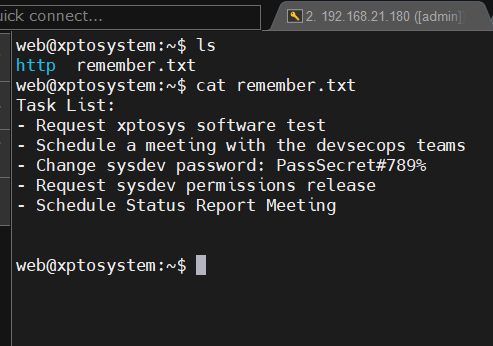 uick connect...
2. 192.168.21.180 ([admin]
web@xptosystem:~$ ls
http remember.txt
web@xptosystem:~$ cat remember.txt
Task List:
- Request xptosys software test
- Schedule a meeting with the devsecops teams
- Change sysdev password: PassSecret#789%
- Request sysdev permissions release
- Schedule Status Report Meeting
web@xptosystem:~$